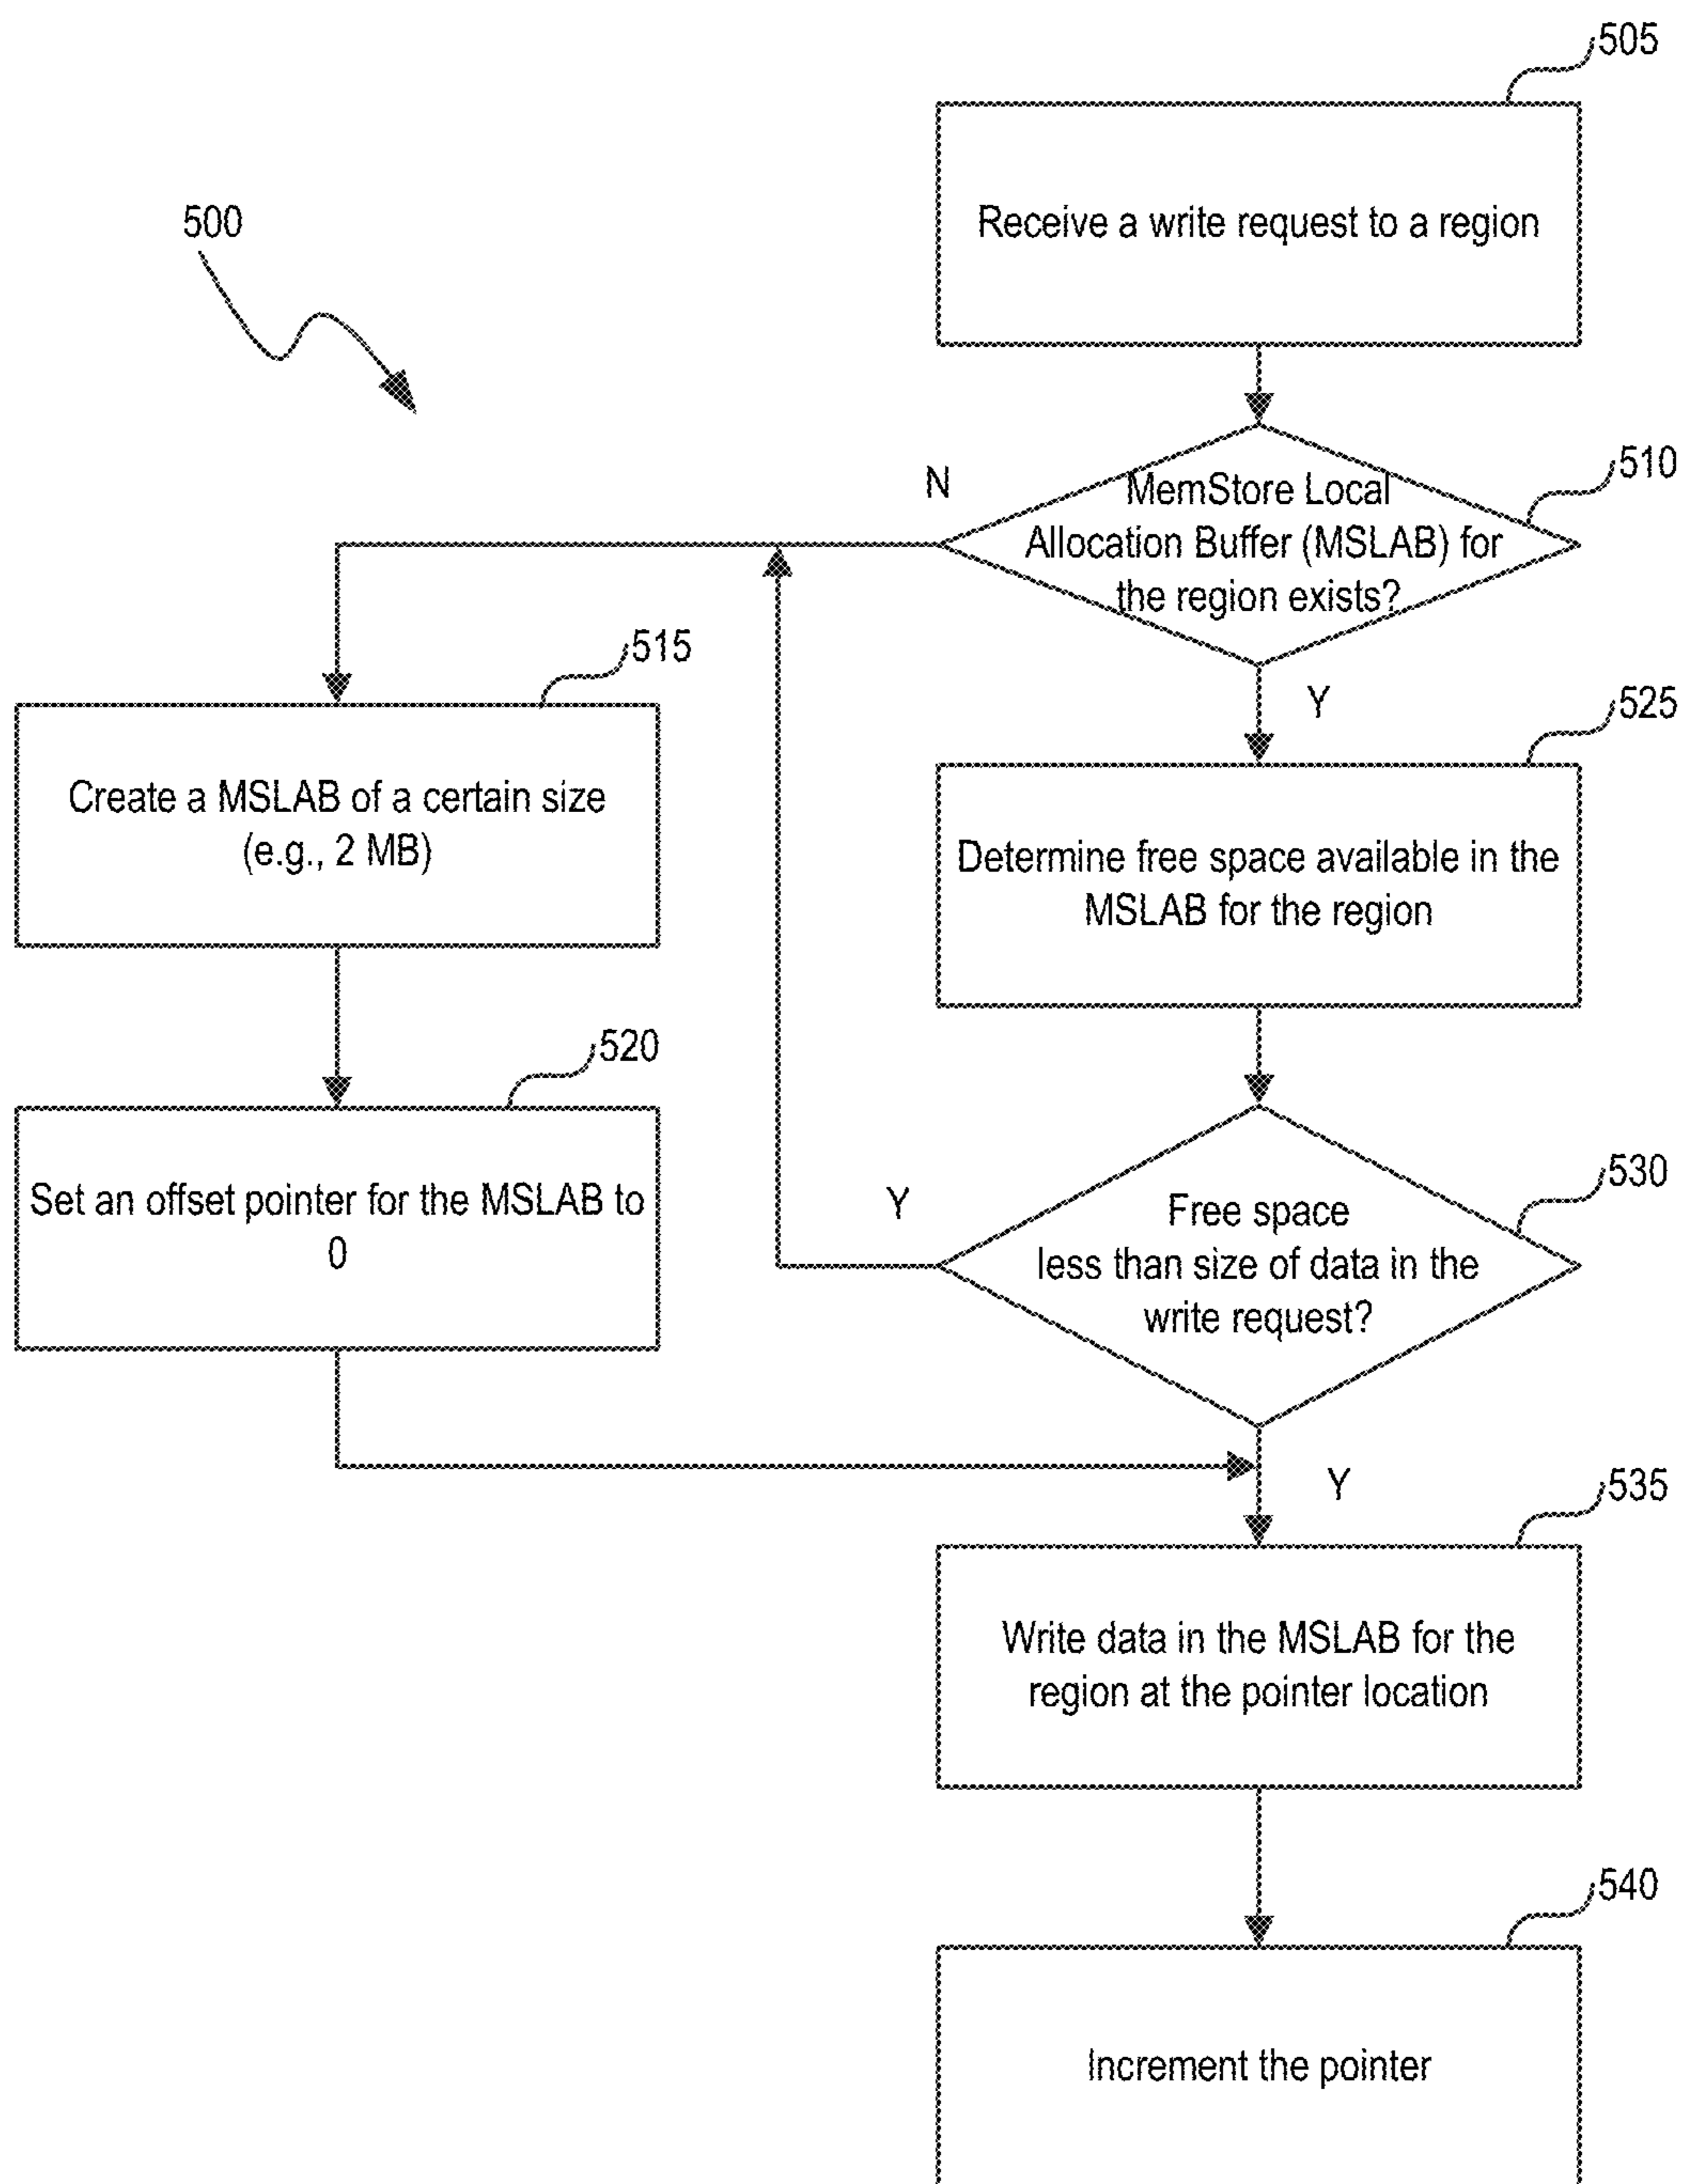 505
Receive a write request to a region
500
510
N
MemStore Local
Allocation Buffer (MSLAB) for
the region exists?
515
Y
525
Create a MSLAB of a certain size
(e.g., 2 MB)
Determine free space available in the
MSLAB for the region
520
Set an offset pointer for the MSLAB to
0
530
Y
Free space
less than size of data in the
write request?
Y
535
Write data in the MSLAB for the
region at the pointer location
540
Increment the pointer